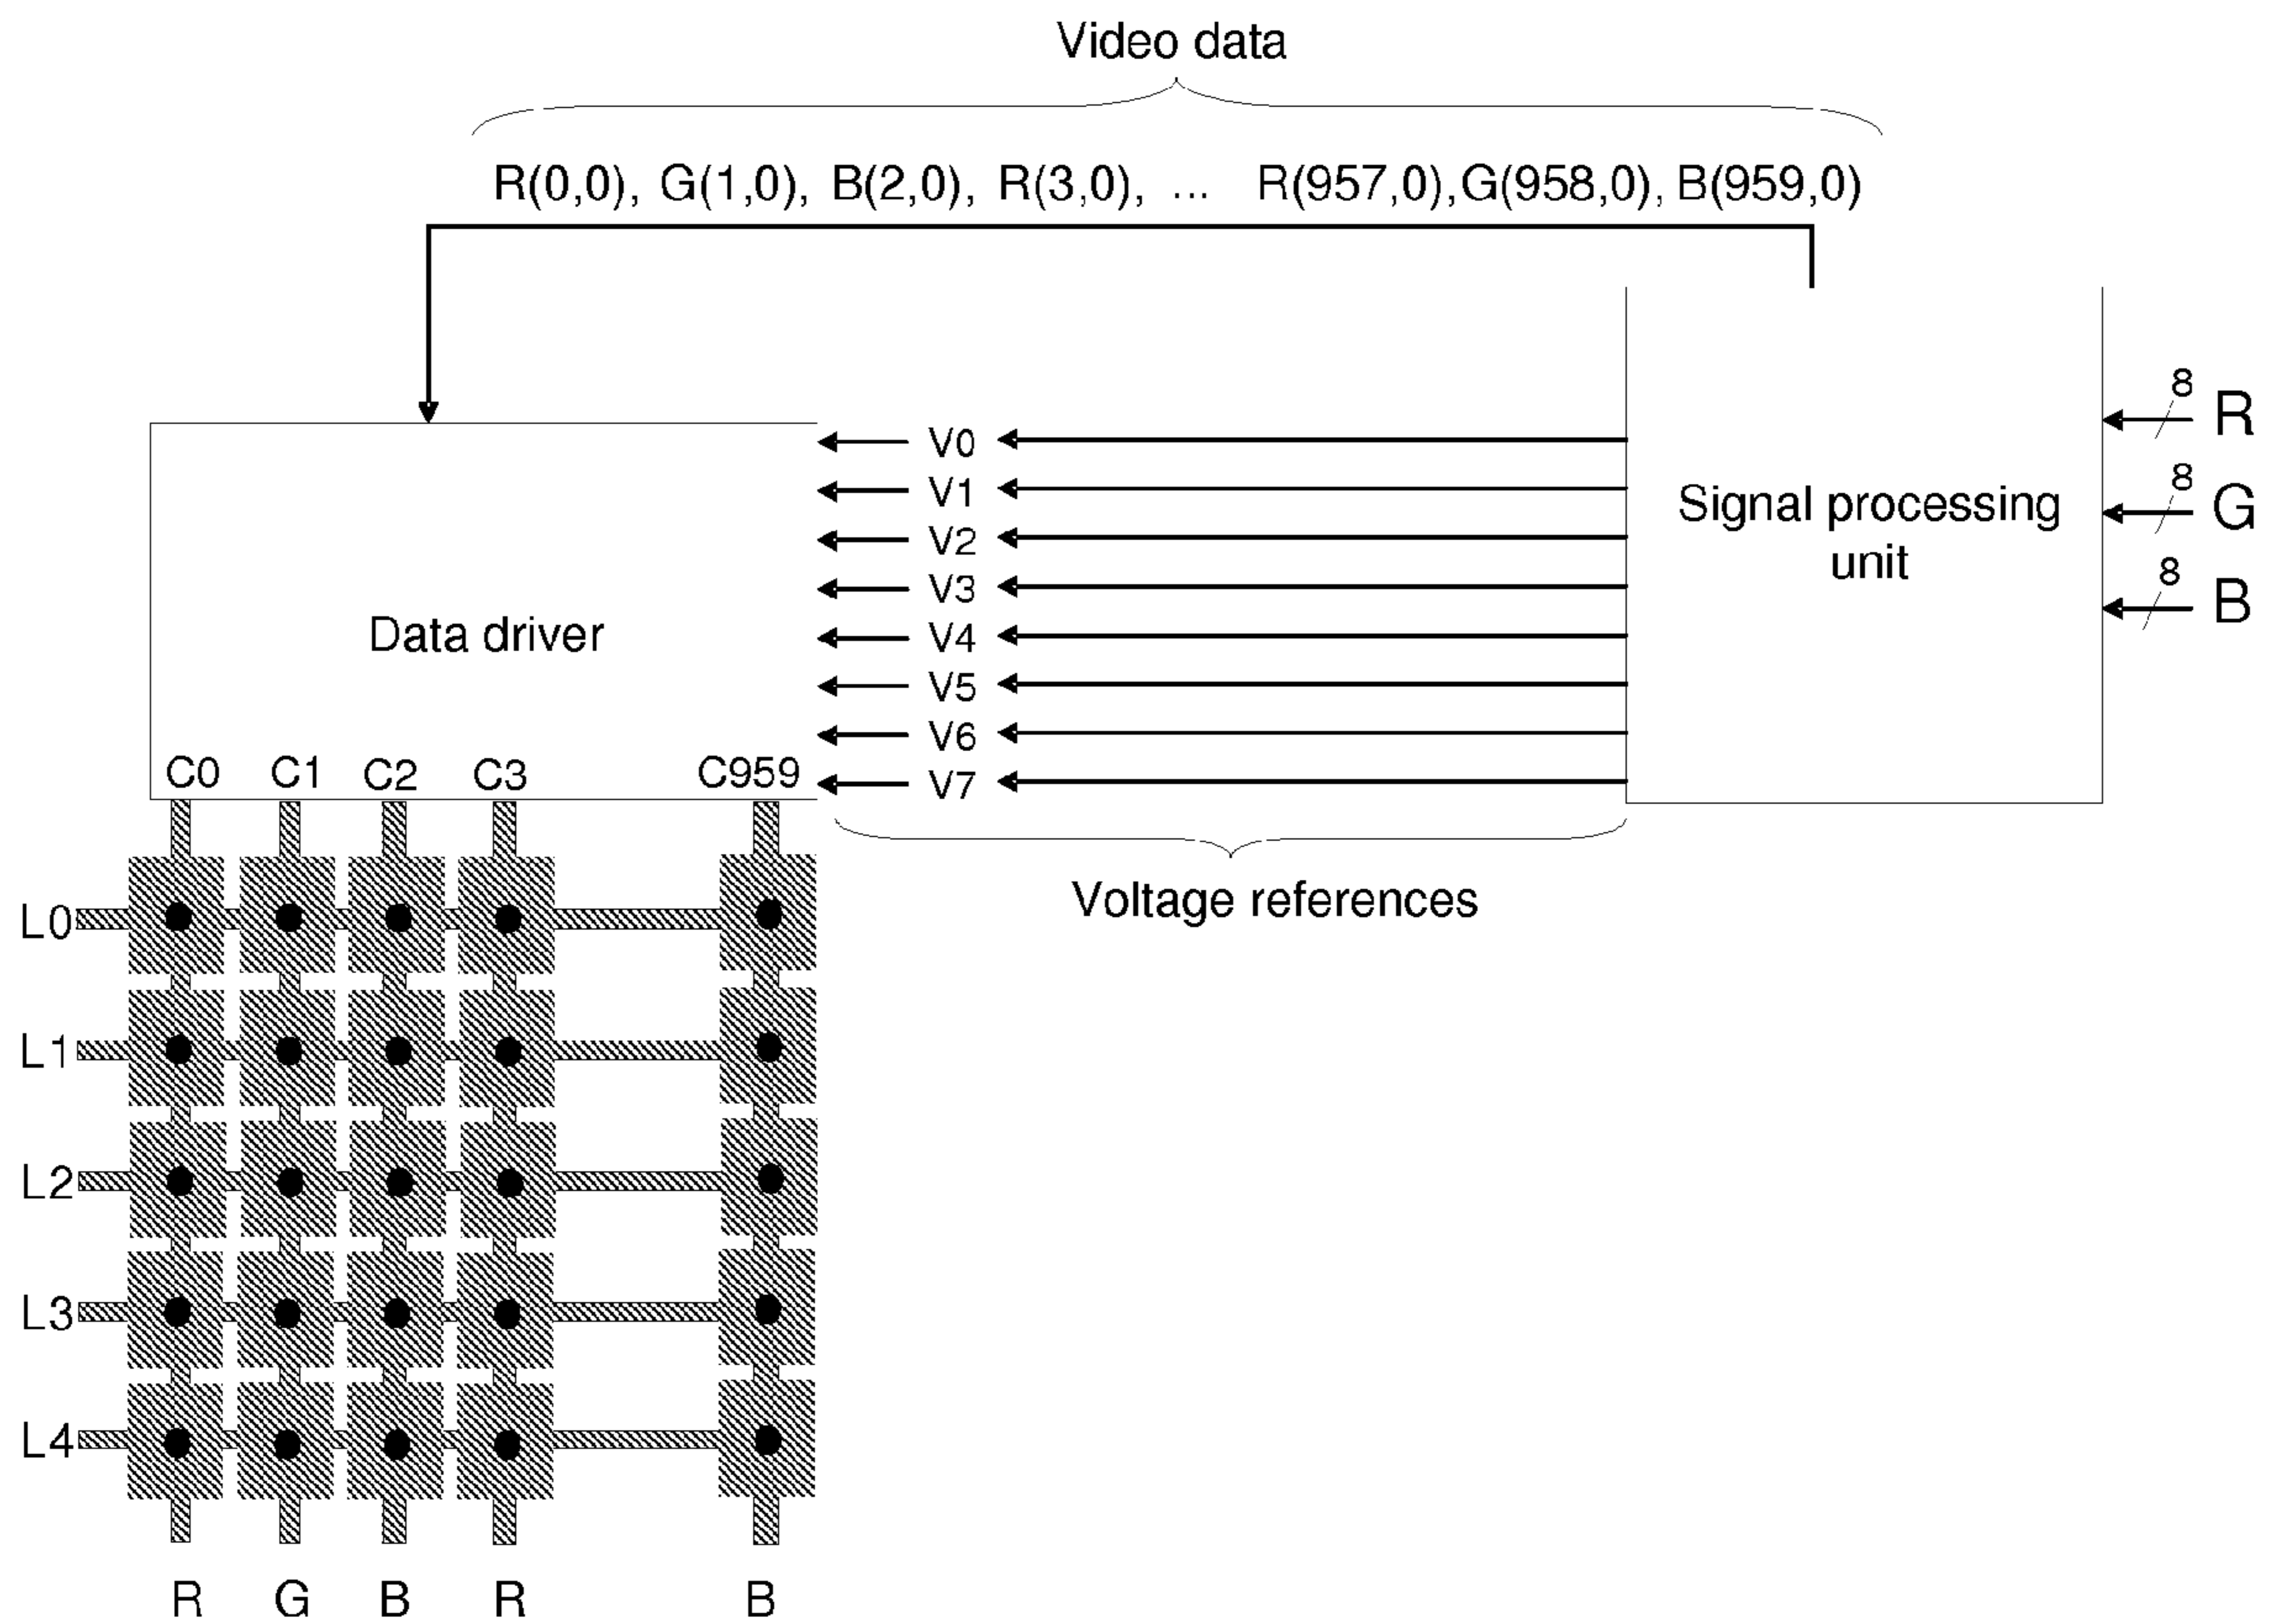 Video data
R(0,0), G(1,0), B(2,0), R(3,0), ... R(957,0), G(958,0), B(959,0)
8 R
8 G
8 B
Signal processing
unit
V0
V1
V2
V3
V4
V5
V6
V7
Data driver
C0 C1 C2 C3 C959
Voltage references
L0
L1
L2
L3
L4
R G B R B